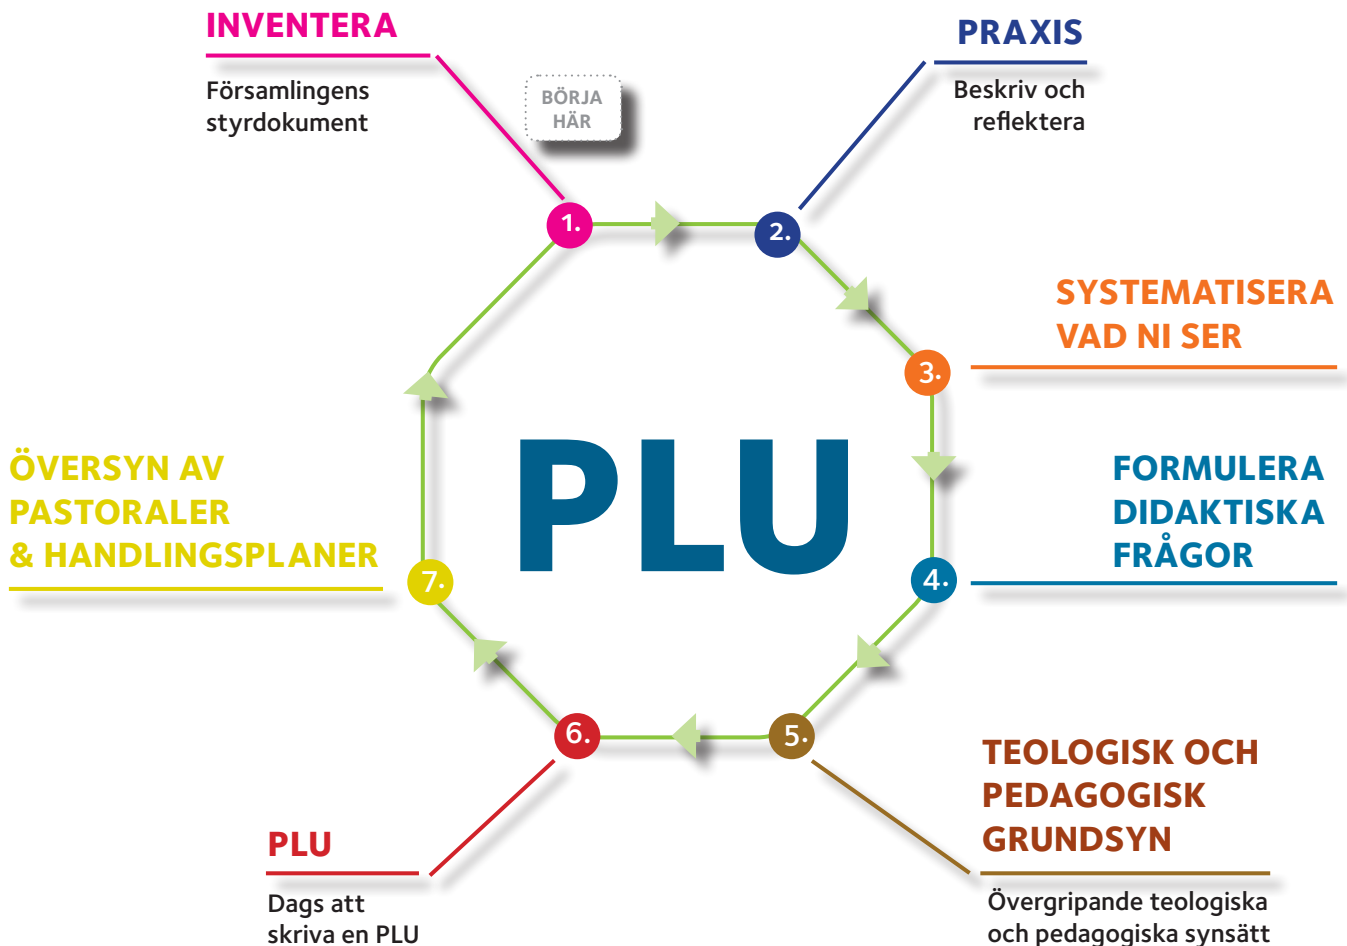 INVENTERA
Församlingens
styrdokument
BÖRJA
HÄR
PRAXIS
Beskriv och
reflektera
1.
2.
SYSTEMATISERA
VAD NI SER
3.
PLU
FORMULERA
DIDAKTISKA
FRÅGOR
4.
TEOLOGISK OCH
PEDAGOGISK
GRUNDSYN
Övergripande teologiska
och pedagogiska synsätt
5.
6.
PLU
Dags att
skriva en PLU
ÖVERSYN AV
PASTORALER
& HANDLINGSPLANER
7.